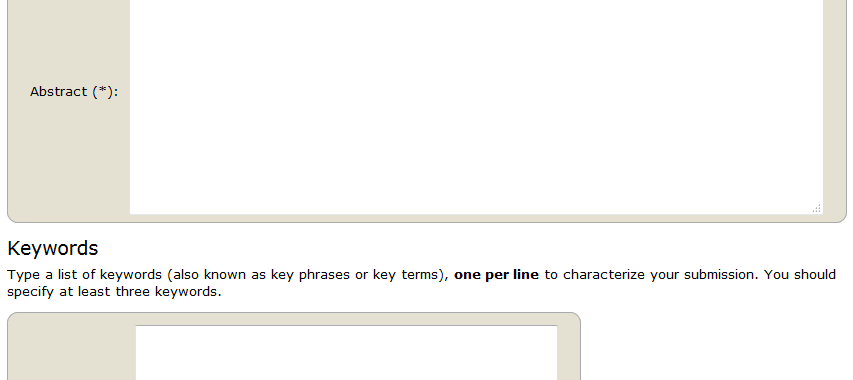 Abstract (*):
Keywords
Type a list of keywords (also known as key phrases or key terms), one per line to characterize your submission. You should
specify at least three keywords.